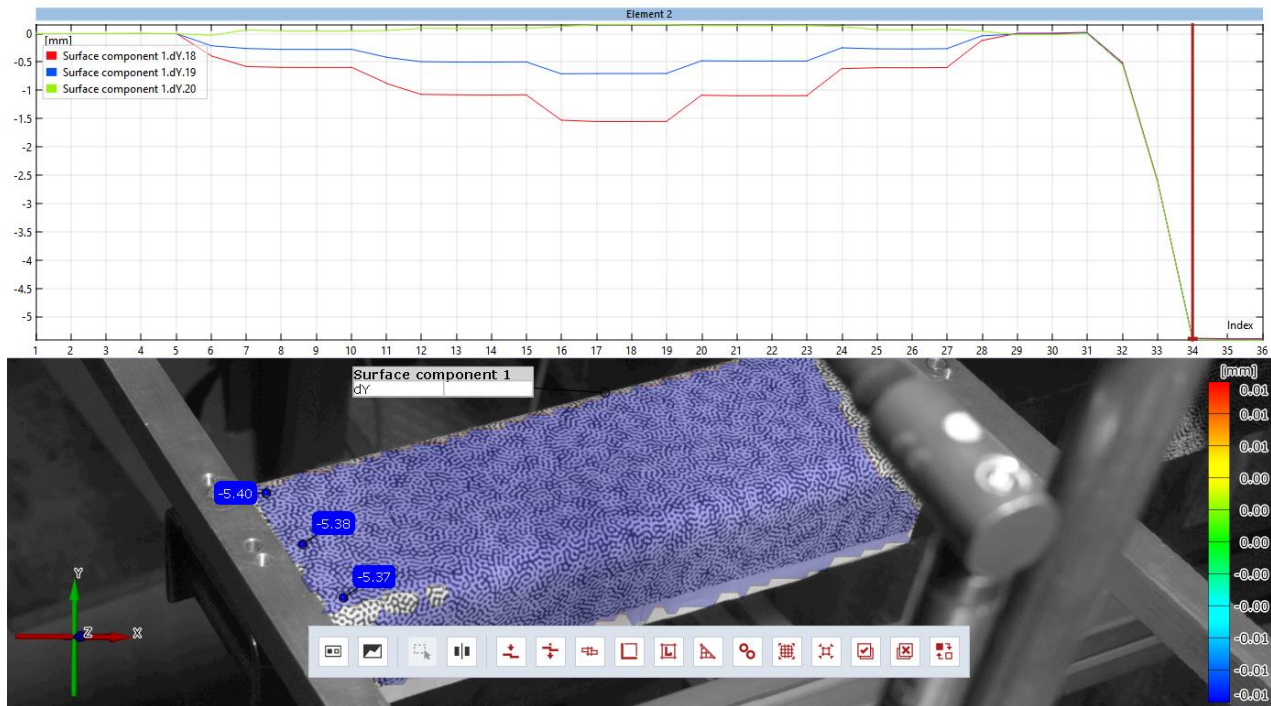 Element 2
[mm]
Surface component 1.dY.18
Surface component 1.dY.19
Surface component 1.dY.20
0
-0.5
-1
-1.5
-2
-2.5
-3
-3.5
-4
-4.5
-5
Index
1 2 3 4 5 6 7 8 9 10 11 12 13 14 15 16 17 18 19 20 21 22 23 24 25 26 27 28 29 30 31 32 33 34 35 36
Surface component 1
dY
[mm]
0.01
0.01
0.01
0.00
0.00
0.00
-0.00
-0.00
-0.01
-0.01
-0.01
-5.40
-5.38
-5.37
Y
Z
X
L